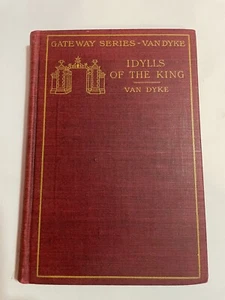 GATEWAY SERIES - VAN DYKE
IDYLLS
OF THE KING
VAN DYKE